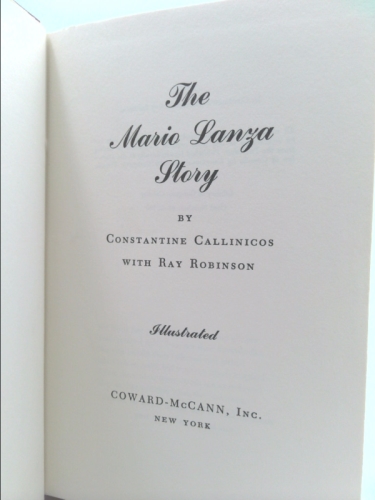 The
Mario Lanza
Story
BY
CONSTANTINE CALLINICOS
WITH RAY ROBINSON
Illustrated
COWARD-McCANN, INC.
NEW YORK